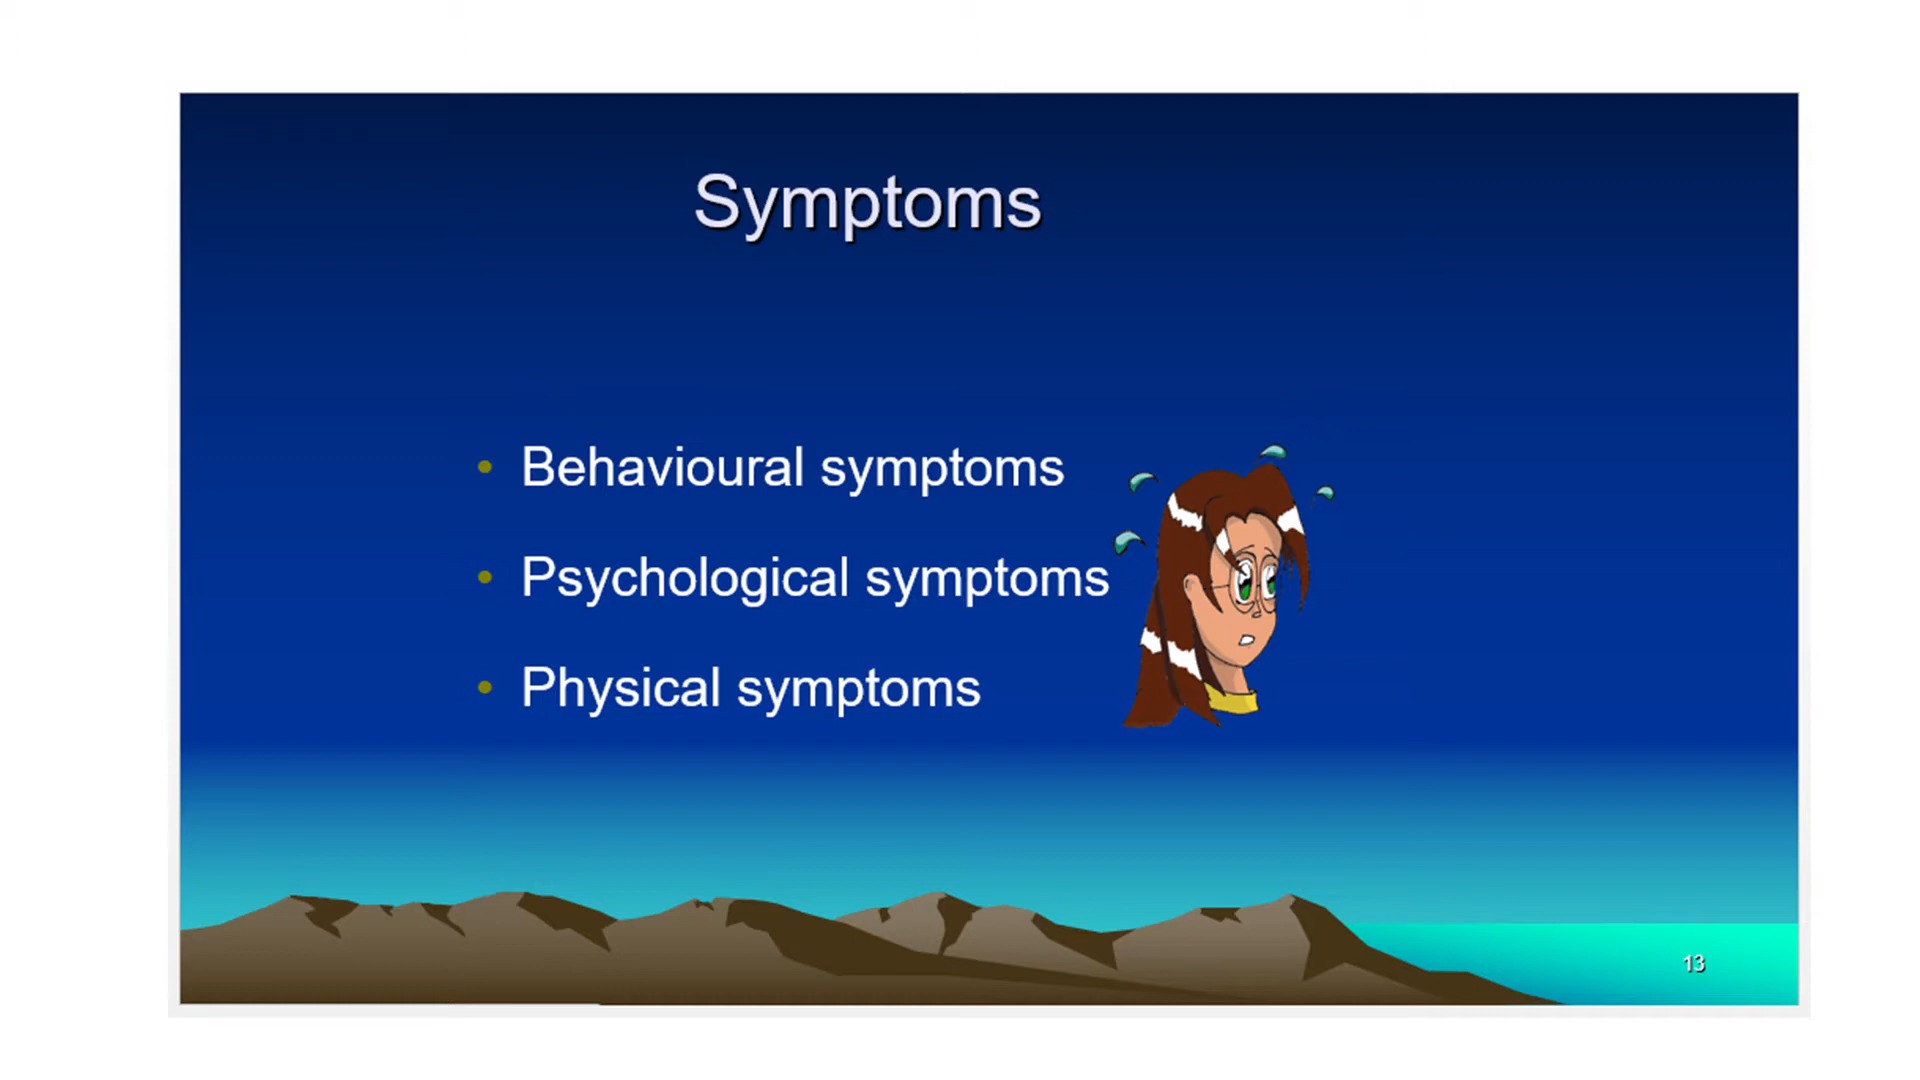 Symptoms
• Behavioural symptoms
• Psychological symptoms
• Physical symptoms
13